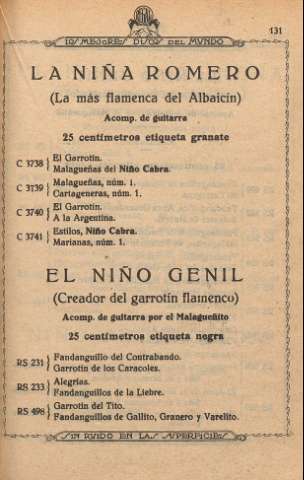 131
LOS MEJORES DISCOS DEL MUNDO
LA NIÑA ROMERO
(La más flamenca del Albaicín)
Acomp. de guitarra
25 centímetros etiqueta granate
C 3738 } El Garrotín.
Malagueñas del Niño Cabra.
C 3139 } Malagueñas, núm. 1.
Cartageneras, núm. 1.
C 3740 } El Garrotín.
A la Argentina.
C 3741 } Estilos, Niño Cabra.
Marianas, núm. 1.
EL NIÑO GENIL
(Creador del garrotín flamenco)
Acomp. de guitarra por el Malagueñito
25 centímetros etiqueta negra
RS 231 } Fandanguillo del Contrabando.
Garrotín de los Caracoles.
RS 233 } Alegrías.
Fandanguillos de la Liebre.
RS 498 } Garrotín del Tito.
Fandanguillos de Gallito, Granero y Varelito.
SIN RUIDO EN LAS SUPERFICIES